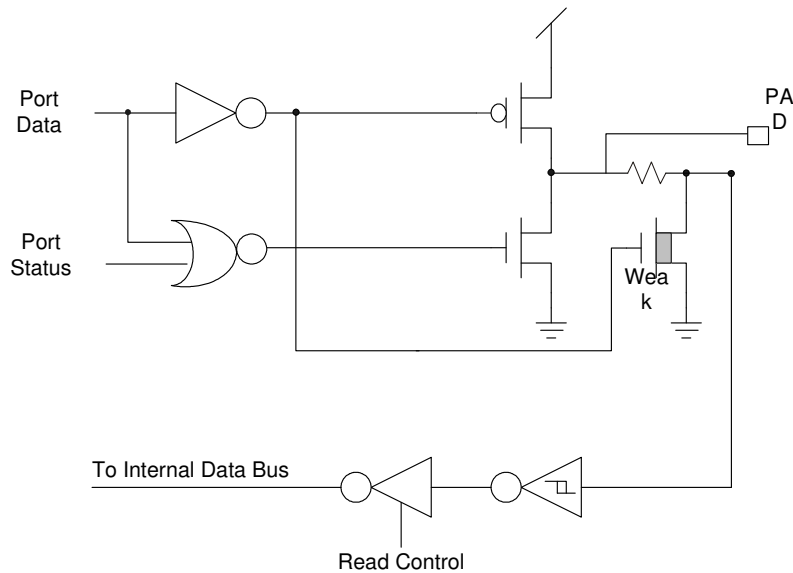 Port
Data
PA
D
Port
Status
Wea
k
To Internal Data Bus
Read Control